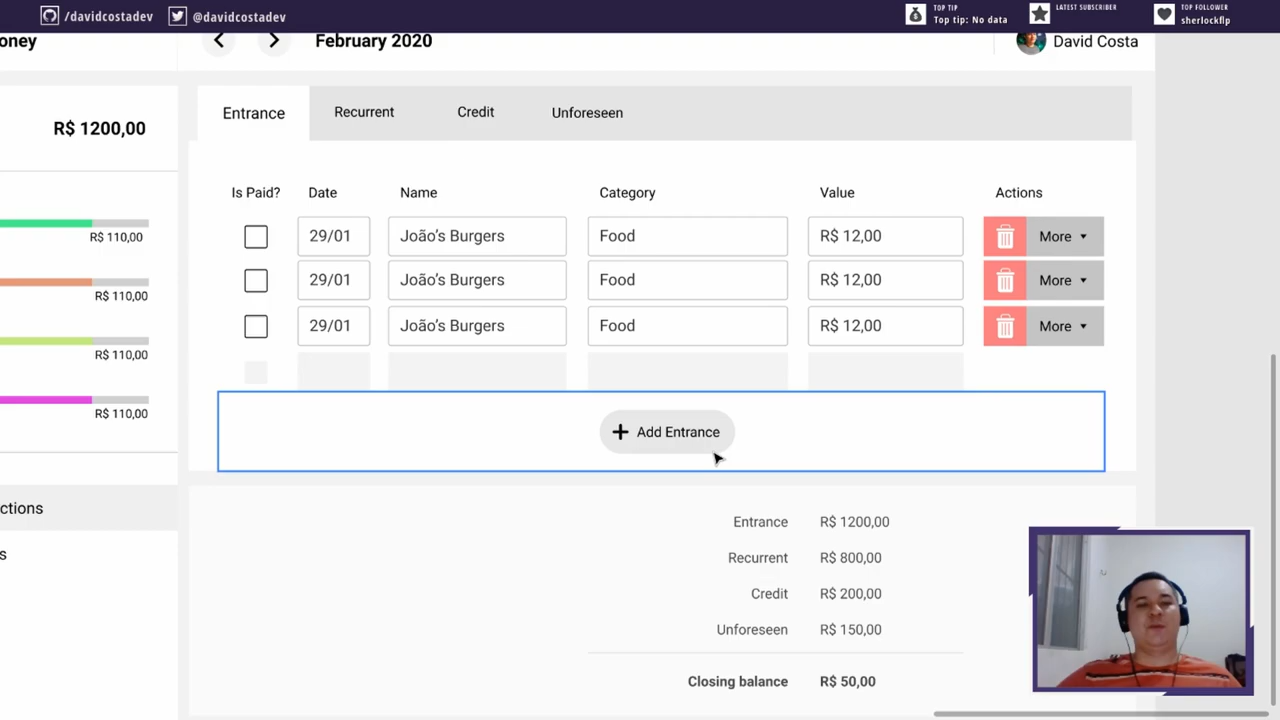 /davidcostadev
@davidcostadev
TOP TIP
Top tip: No data
LATEST SUBSCRIBER
TOP FOLLOWER
sherlockflp
oney
February 2020
David Costa
R$ 1200,00
Entrance
Recurrent
Credit
Unforeseen
Is Paid?
Date
Name
Category
Value
Actions
R$ 110,00
29/01
João's Burgers
Food
R$ 12,00
More
R$ 110,00
29/01
João's Burgers
Food
R$ 12,00
More
R$ 110,00
29/01
João's Burgers
Food
R$ 12,00
More
R$ 110,00
Add Entrance
ctions
s
Entrance R$ 1200,00
Recurrent R$ 800,00
Credit R$ 200,00
Unforeseen R$ 150,00
Closing balance R$ 50,00